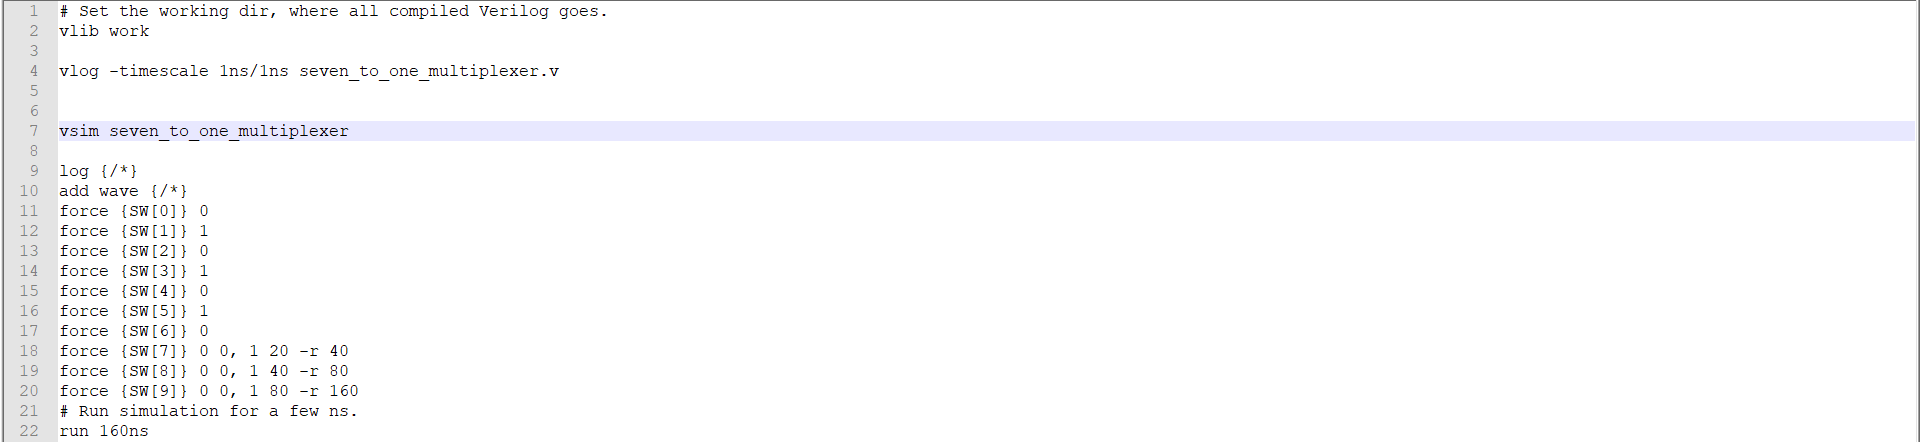 1 # Set the working dir, where all compiled Verilog goes.
2 vlib work
3
4 vlog -timescale 1ns/1ns seven_to_one_multiplexer.v
5
6
7 vsim seven_to_one_multiplexer
8
9 log {/*}
10 add wave {/*}
11 force {SW[0]} 0
12 force {SW[1]} 1
13 force {SW[2]} 0
14 force {SW[3]} 1
15 force {SW[4]} 0
16 force {SW[5]} 1
17 force {SW[6]} 0
18 force {SW[7]} 0 0, 1 20 -r 40
19 force {SW[8]} 0 0, 1 40 -r 80
20 force {SW[9]} 0 0, 1 80 -r 160
21 # Run simulation for a few ns.
22 run 160ns